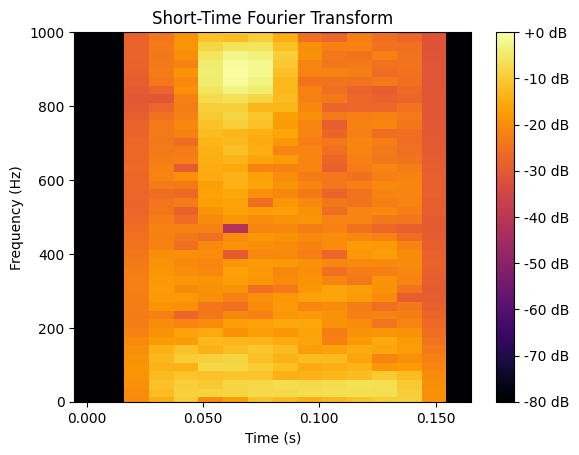 Short-Time Fourier Transform
Frequency (Hz)
1000
800
600
400
200
0
0.000
0.050
0.100
0.150
Time (s)
+0 dB
-10 dB
-20 dB
-30 dB
-40 dB
-50 dB
-60 dB
-70 dB
-80 dB